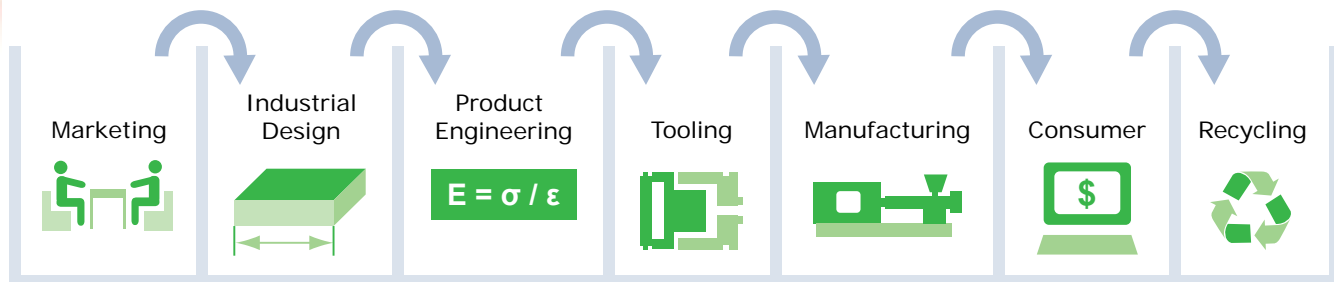 Marketing
Industrial
Design
Product
Engineering
Tooling
Manufacturing
Consumer
Recycling
E = σ / ε
$